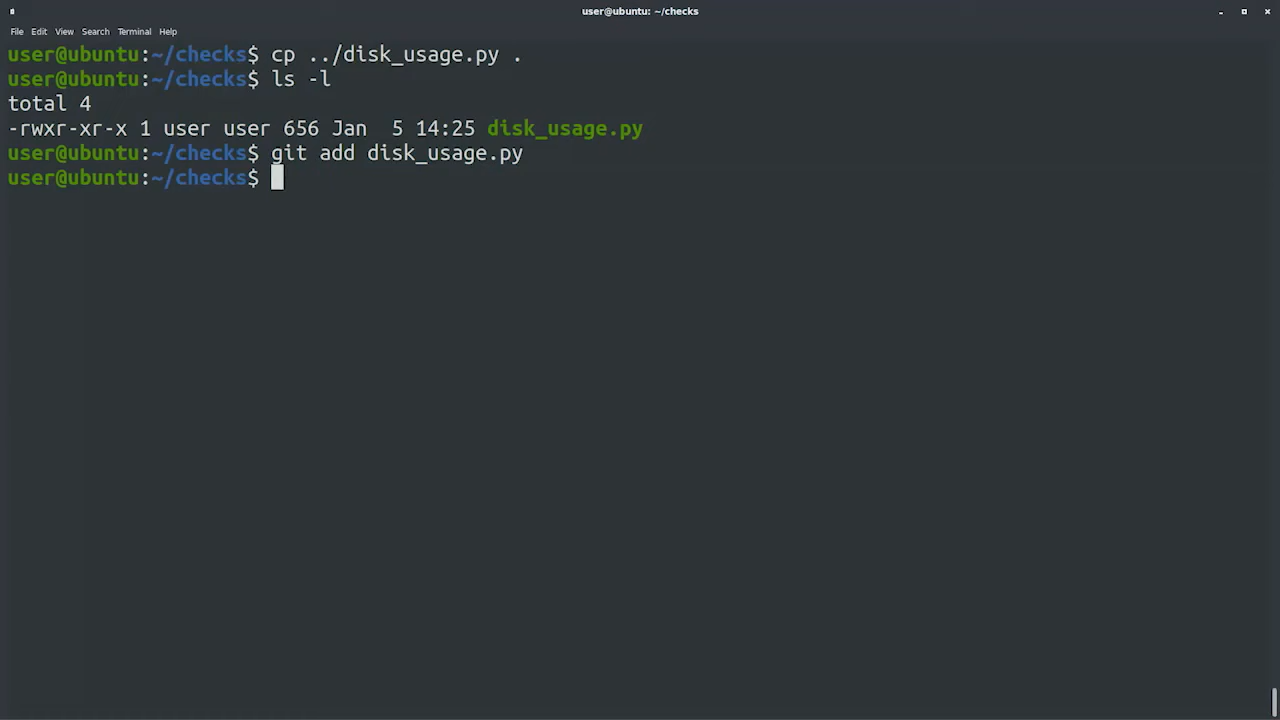 user@ubuntu: ~/checks
File Edit View Search Terminal Help
user@ubuntu:~/checks$ cp ../disk_usage.py .
user@ubuntu:~/checks$ ls -l
total 4
-rwxr-xr-x 1 user user 656 Jan  5 14:25 disk_usage.py
user@ubuntu:~/checks$ git add disk_usage.py
user@ubuntu:~/checks$